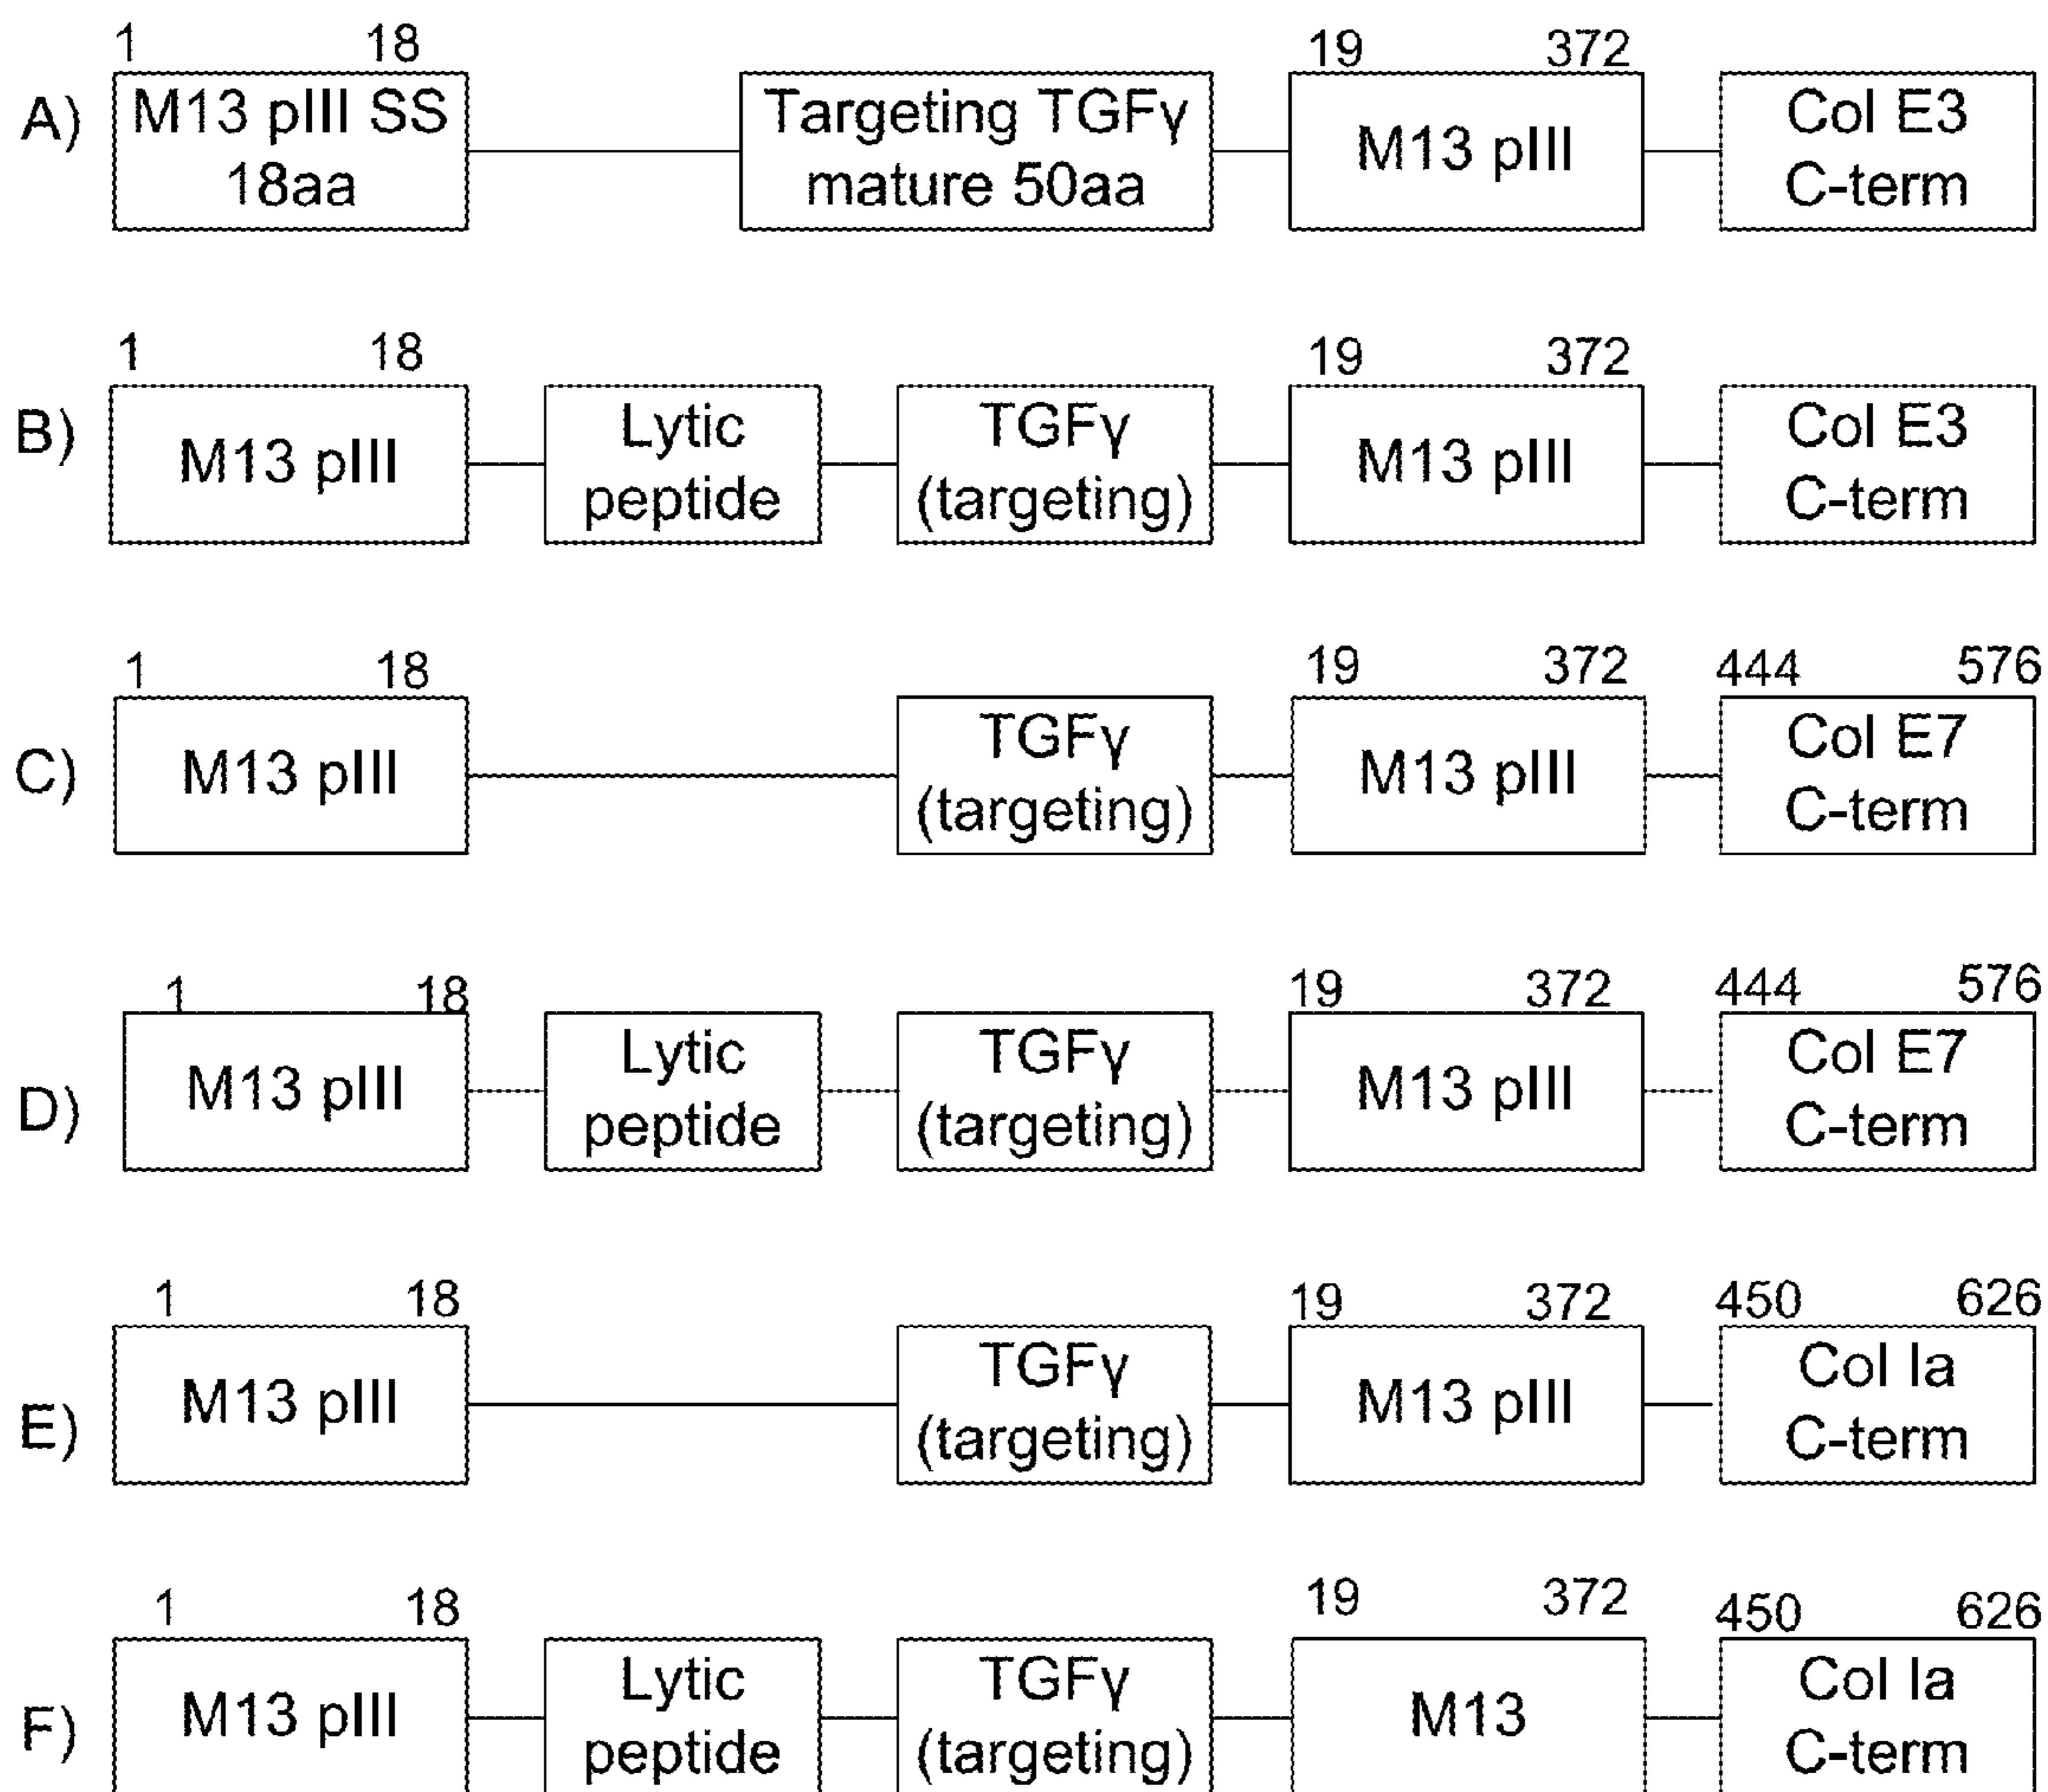 1 18 19 372
A) M13 pIII SS Targeting TGFγ M13 pIII Col E3
18aa mature 50aa C-term
1 18 19 372
B) M13 pIII Lytic TGFγ M13 pIII Col E3
peptide (targeting) C-term
1 18 19 372 444 576
C) M13 pIII TGFγ M13 pIII Col E7
(targeting) C-term
1 18 19 372 444 576
D) M13 pIII Lytic TGFγ M13 pIII Col E7
peptide (targeting) C-term
1 18 19 372 450 626
E) M13 pIII TGFγ M13 pIII Col Ia
(targeting) C-term
1 18 19 372 450 626
F) M13 pIII Lytic TGFγ M13 Col Ia
peptide (targeting) C-term